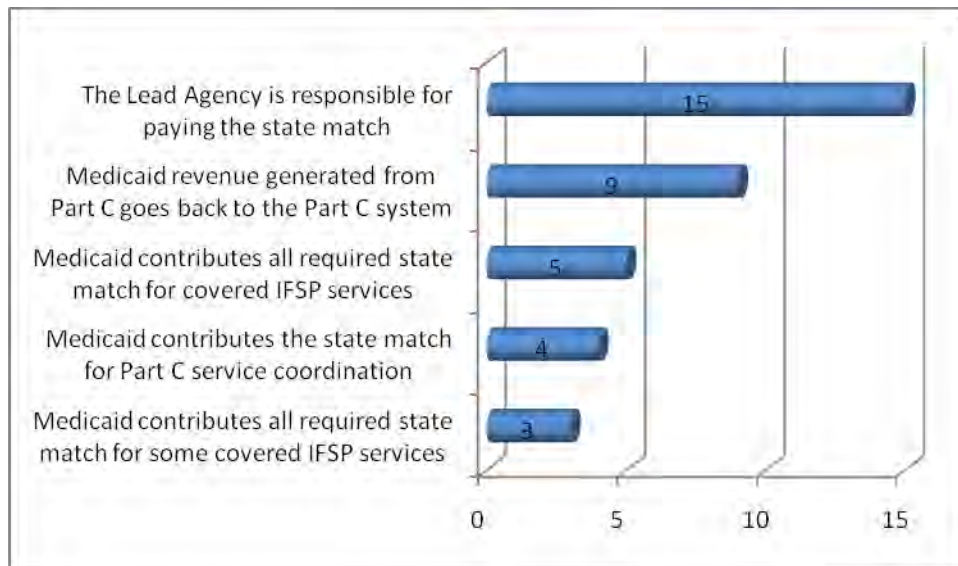 The Lead Agency is responsible for
paying the state match
15
Medicaid revenue generated from
Part C goes back to the Part C system
9
Medicaid contributes all required state
match for covered IFSP services
5
Medicaid contributes the state match
for Part C service coordination
4
Medicaid contributes all required state
match for some covered IFSP services
3
0 5 10 15